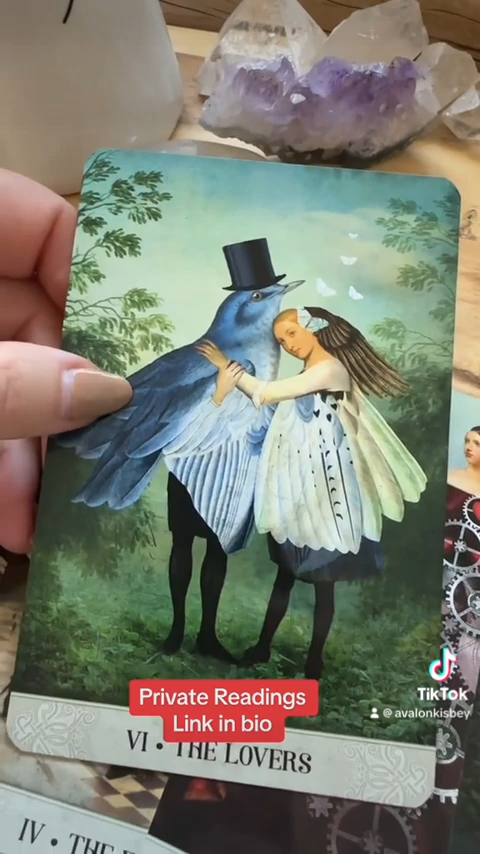 Private Readings
Link in bio
TikTok
@avalonkisbey
VI • THE LOVERS
IV • THE